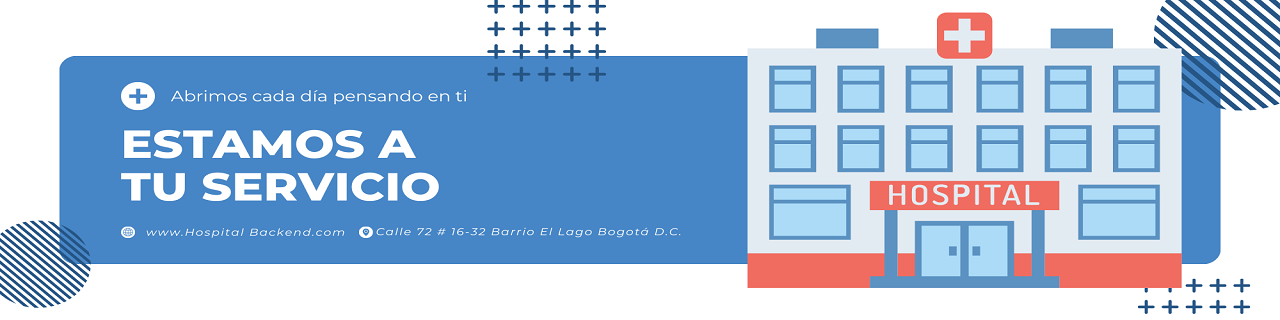 Abrimos cada día pensando en ti
ESTAMOS A
TU SERVICIO
www.Hospital Backend.com Calle 72 # 16-32 Barrio El Lago Bogotá D.C.
HOSPITAL